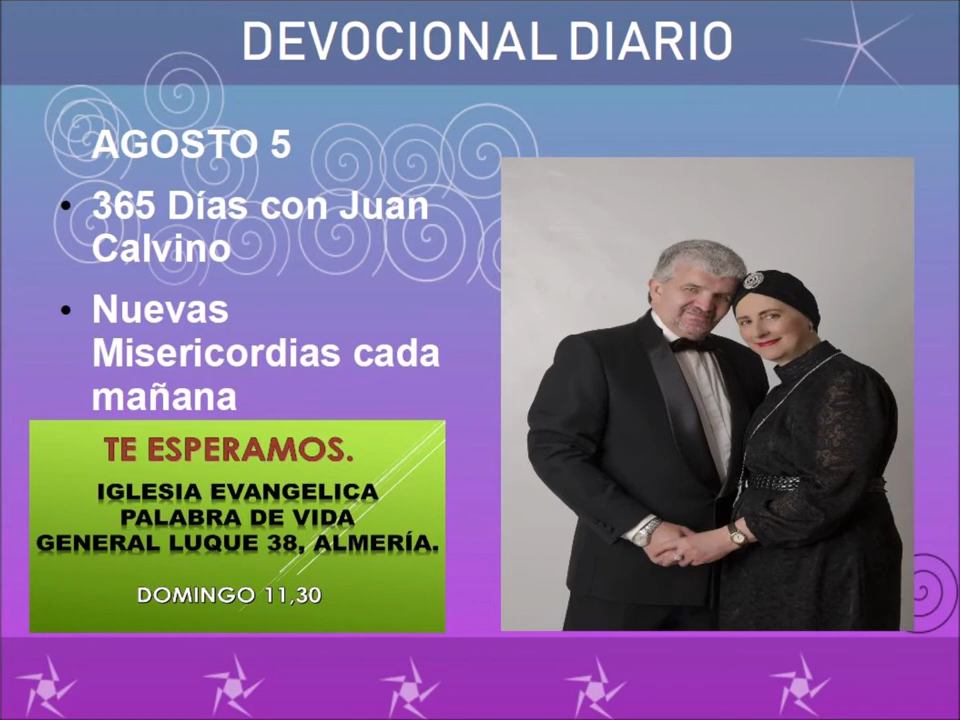 DEVOCIONAL DIARIO
AGOSTO 5
• 365 Días con Juan
Calvino
• Nuevas
Misericordias cada
mañana
TE ESPERAMOS.
IGLESIA EVANGELICA
PALABRA DE VIDA
GENERAL LUQUE 38, ALMERÍA.
DOMINGO 11,30